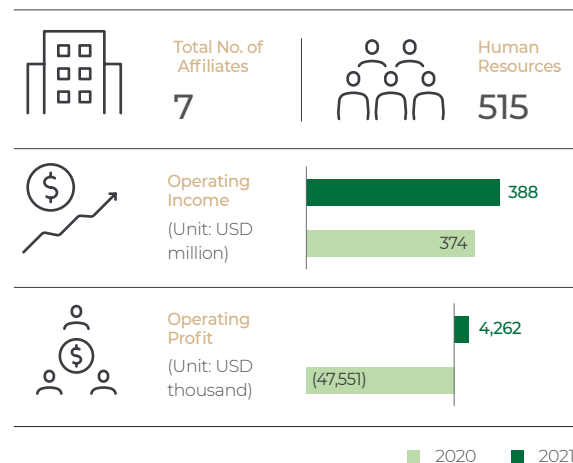 Total No. of
Affiliates
7
Human
Resources
515
$
Operating
Income
(Unit: USD
million)
388
374
Operating
Profit
(Unit: USD
thousand)
$
4,262
(47,551)
2020
2021